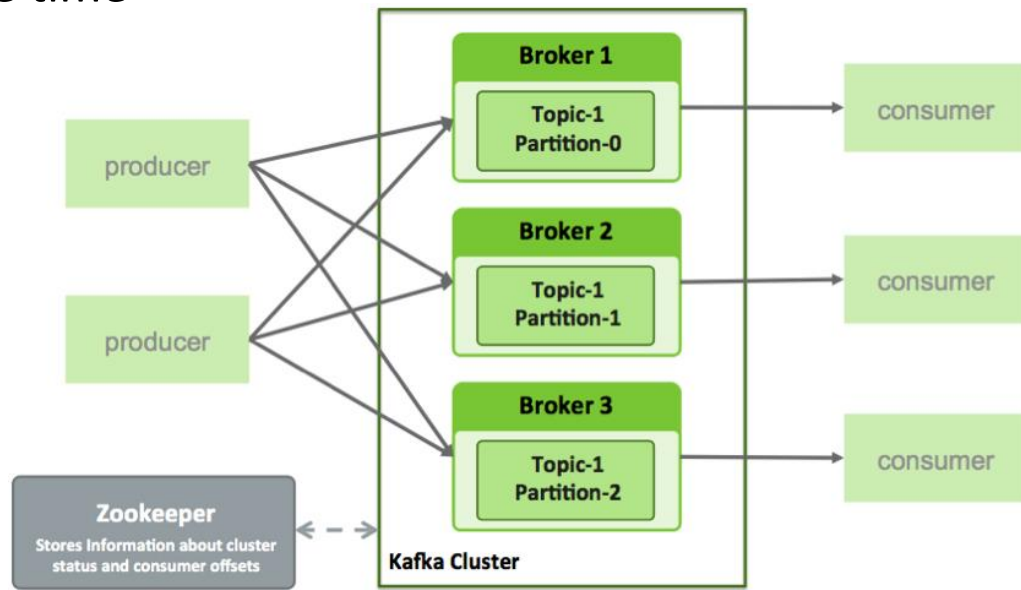 time
Broker 1
Topic-1
Partition-0
consumer
producer
Broker 2
Topic-1
Partition-1
consumer
producer
Broker 3
Topic-1
Partition-2
consumer
Zookeeper
Stores Information about cluster
status and consumer offsets
Kafka Cluster